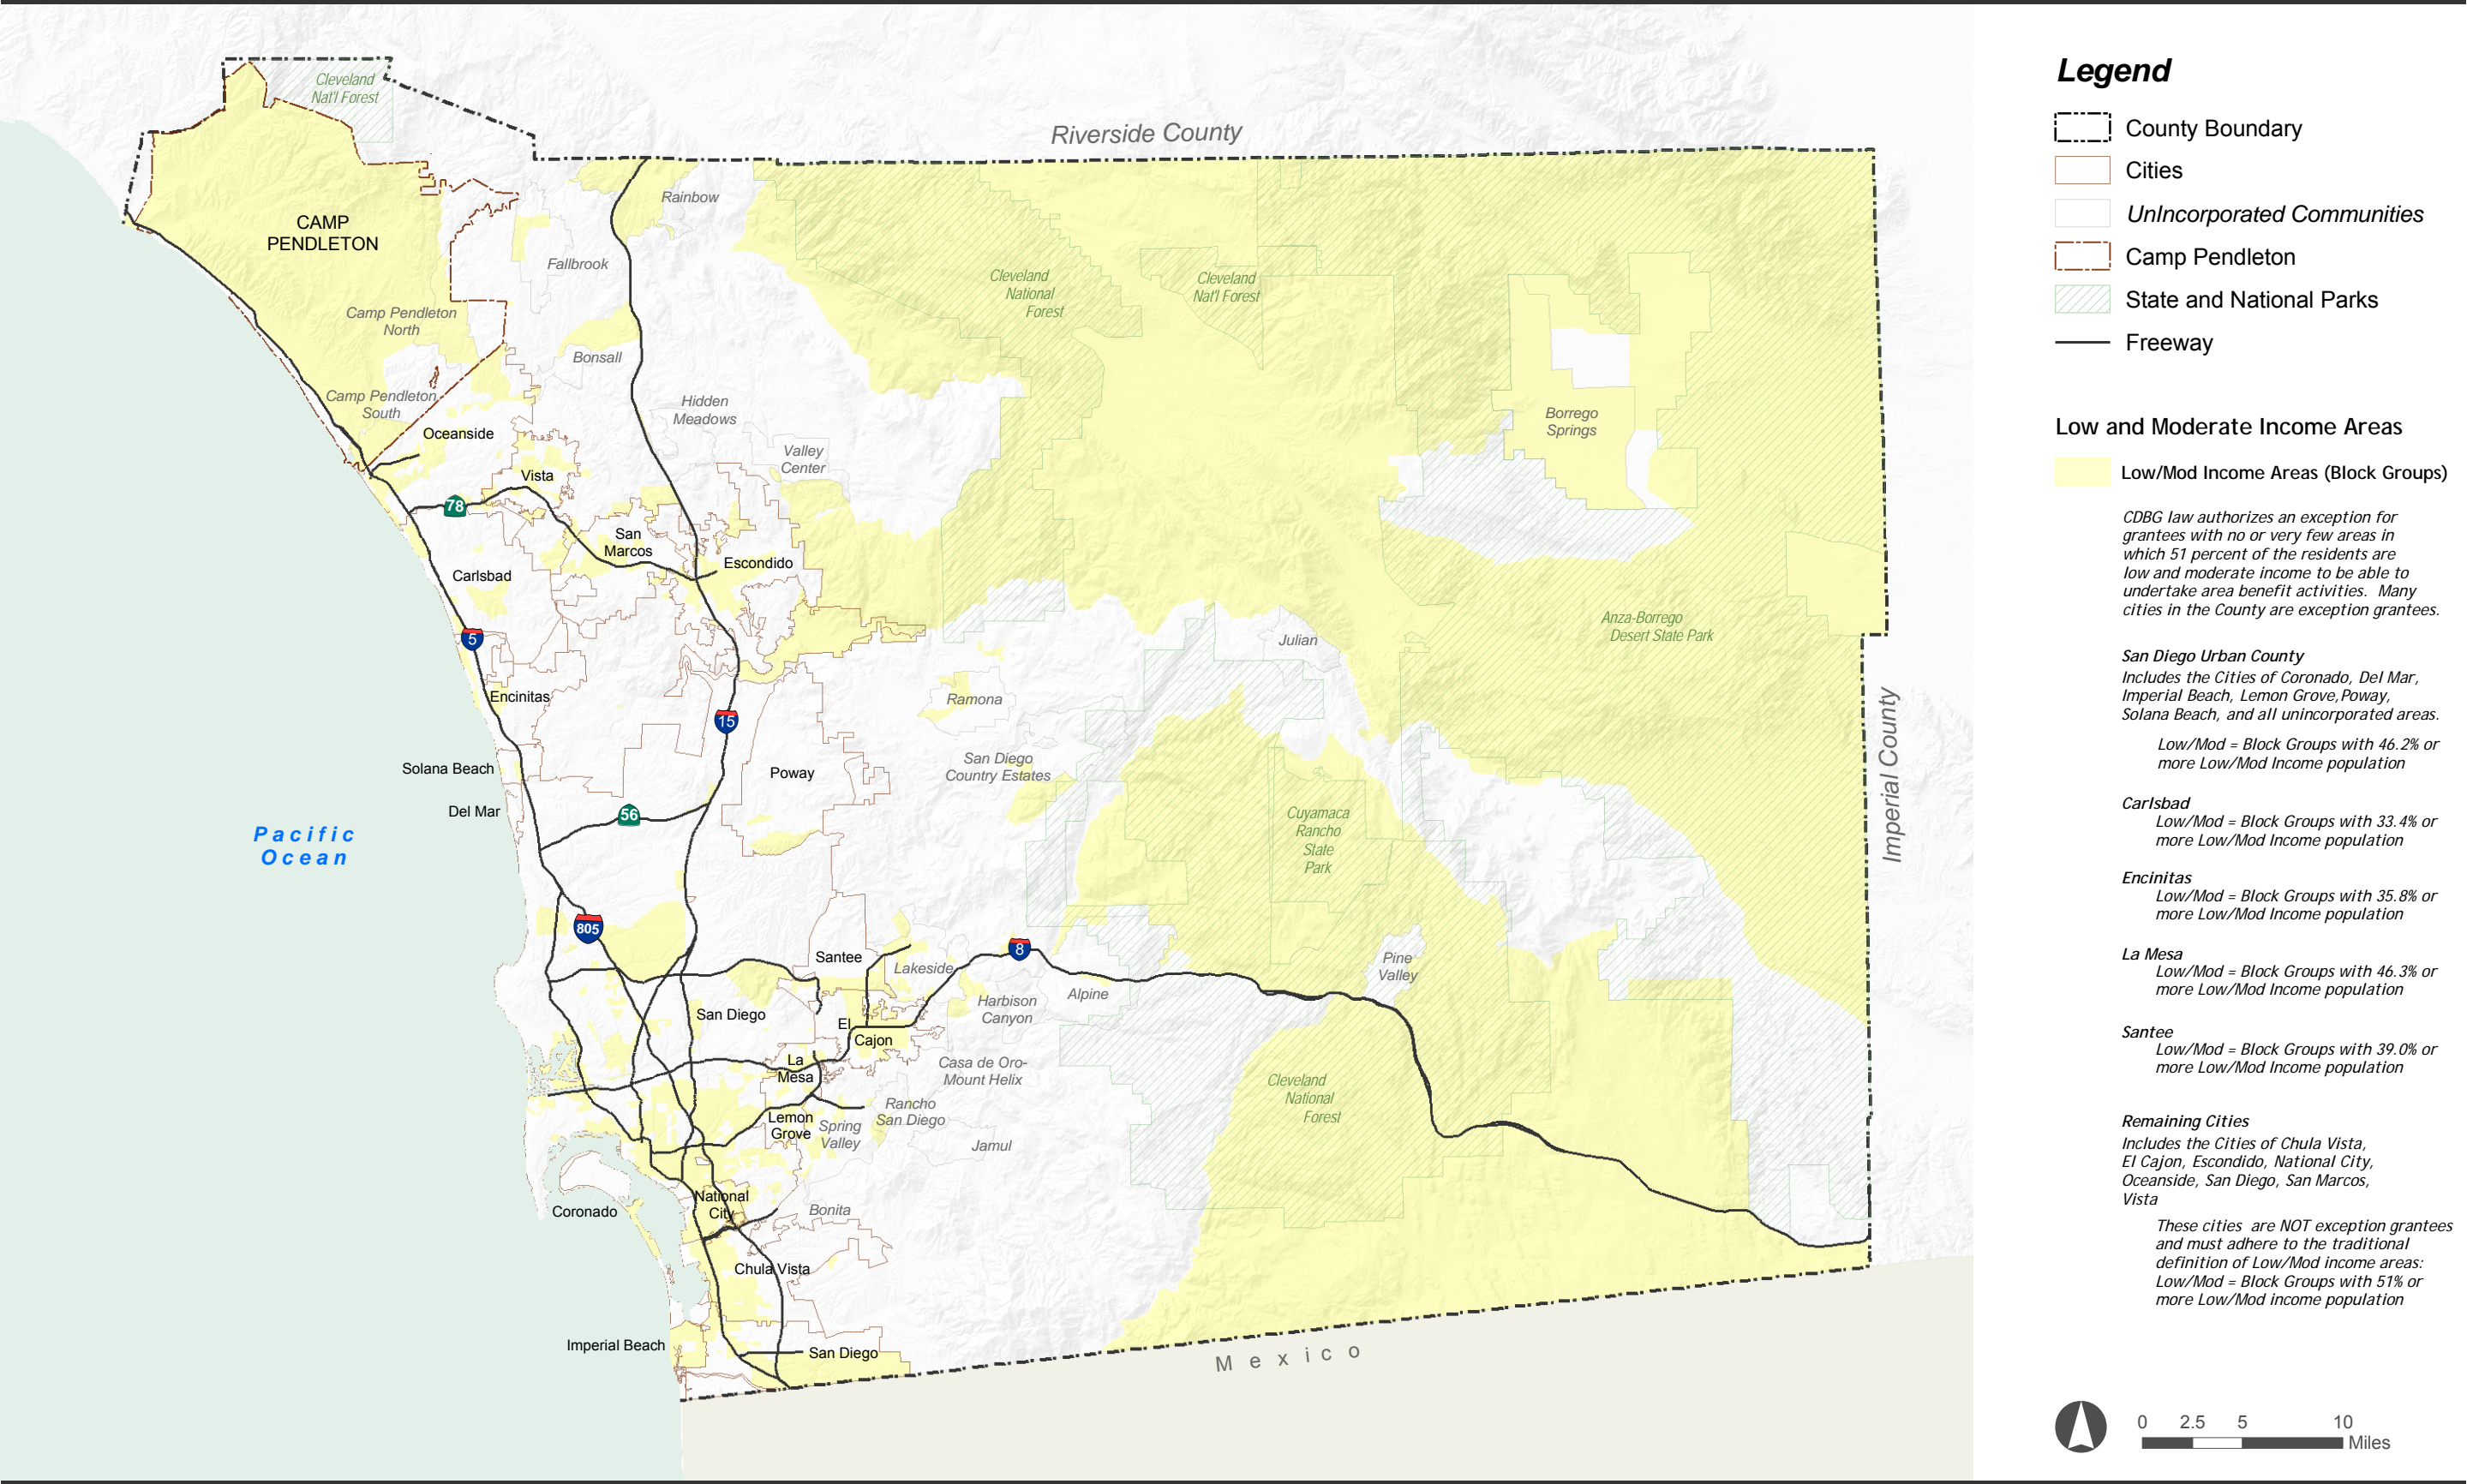 Cleveland
Nat'l Forest
Riverside County
Rainbow
CAMP
PENDLETON
Fallbrook
Cleveland
National
Forest
Cleveland
Nat'l Forest
Camp Pendleton
North
Bonsall
Camp Pendleton
South
Hidden
Meadows
Borrego
Springs
Oceanside
Valley
Center
Vista
78
San
Marcos
Escondido
Carlsbad
Anza-Borrego
Desert State Park
5
Julian
Encinitas
Ramona
15
Imperial County
Solana Beach
Poway
San Diego
Country Estates
Del Mar
56
Cuyamaca
Rancho
State
Park
Pacific
Ocean
805
8
Santee
Lakeside
Pine
Valley
Alpine
Harbison
Canyon
San Diego
El
Cajon
La
Mesa
Casa de Oro-
Mount Helix
Cleveland
National
Forest
Rancho
San Diego
Lemon
Grove
Spring
Valley
Jamul
National
City
Coronado
Bonita
Chula Vista
Imperial Beach
San Diego
Mexico
Legend
County Boundary
Cities
UnIncorporated Communities
Camp Pendleton
State and National Parks
Freeway
Low and Moderate Income Areas
Low/Mod Income Areas (Block Groups)
CDBG law authorizes an exception for
grantees with no or very few areas in
which 51 percent of the residents are
low and moderate income to be able to
undertake area benefit activities. Many
cities in the County are exception grantees.
San Diego Urban County
Includes the Cities of Coronado, Del Mar,
Imperial Beach, Lemon Grove,Poway,
Solana Beach, and all unincorporated areas.
Low/Mod = Block Groups with 46.2% or
more Low/Mod Income population
Carlsbad
Low/Mod = Block Groups with 33.4% or
more Low/Mod Income population
Encinitas
Low/Mod = Block Groups with 35.8% or
more Low/Mod Income population
La Mesa
Low/Mod = Block Groups with 46.3% or
more Low/Mod Income population
Santee
Low/Mod = Block Groups with 39.0% or
more Low/Mod Income population
Remaining Cities
Includes the Cities of Chula Vista,
El Cajon, Escondido, National City,
Oceanside, San Diego, San Marcos,
Vista
These cities are NOT exception grantees
and must adhere to the traditional
definition of Low/Mod income areas:
Low/Mod = Block Groups with 51% or
more Low/Mod income population
0 2.5 5 10
Miles